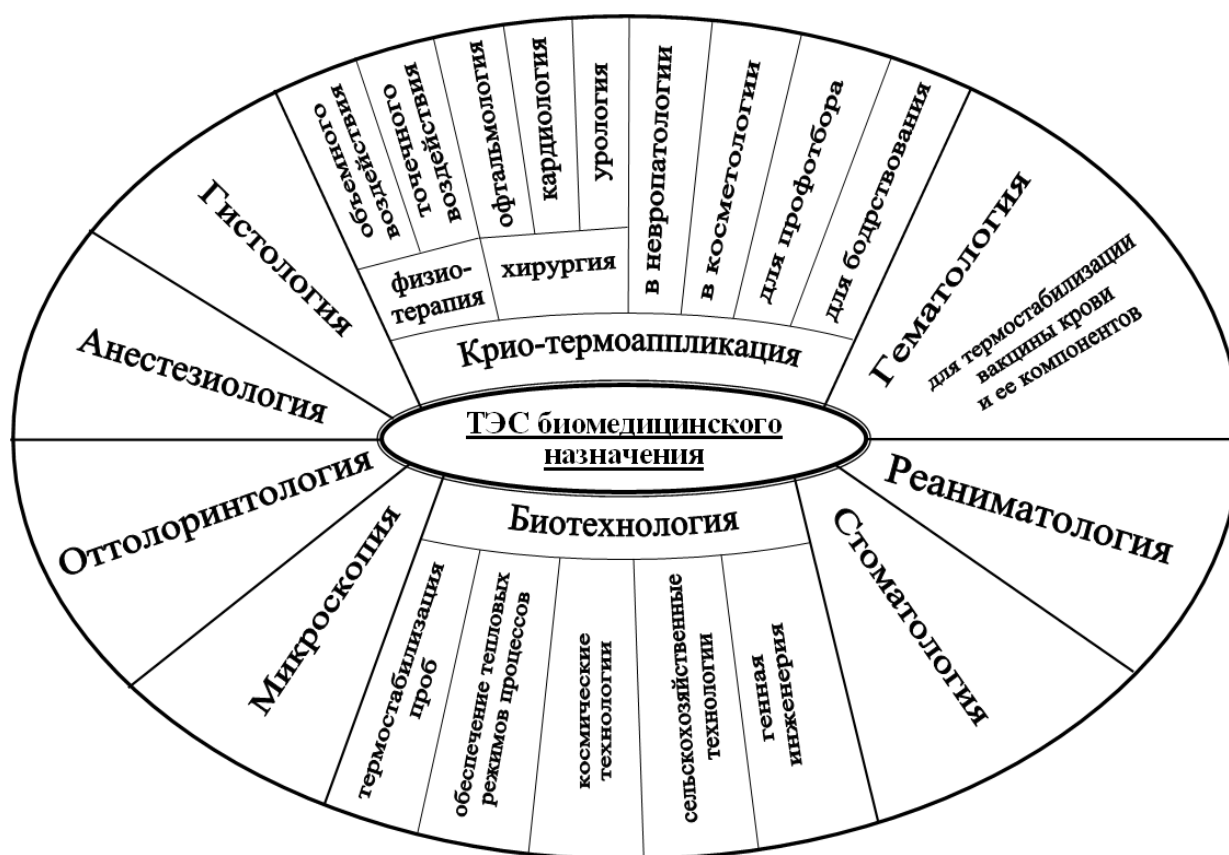 объемного
воздействия
точечного
воздействия
офтальмология
кардиология
урология
в невропатологии
в косметологии
для профотбора
для бодрствования
физио-
терапия
хирургия
Крио-термоаппликация
Гистология
Анестезиология
Гематология
для термостабилизации
вакцины крови
и ее компонентов
ТЭС биомедицинского
назначения
Оттолоринтология
Микроскопия
Биотехнология
термостабилизация
проб
обеспечение тепловых
режимов процессов
космические
технологии
сельскохозяйственные
технологии
генная
инженерия
Стоматология
Реаниматология